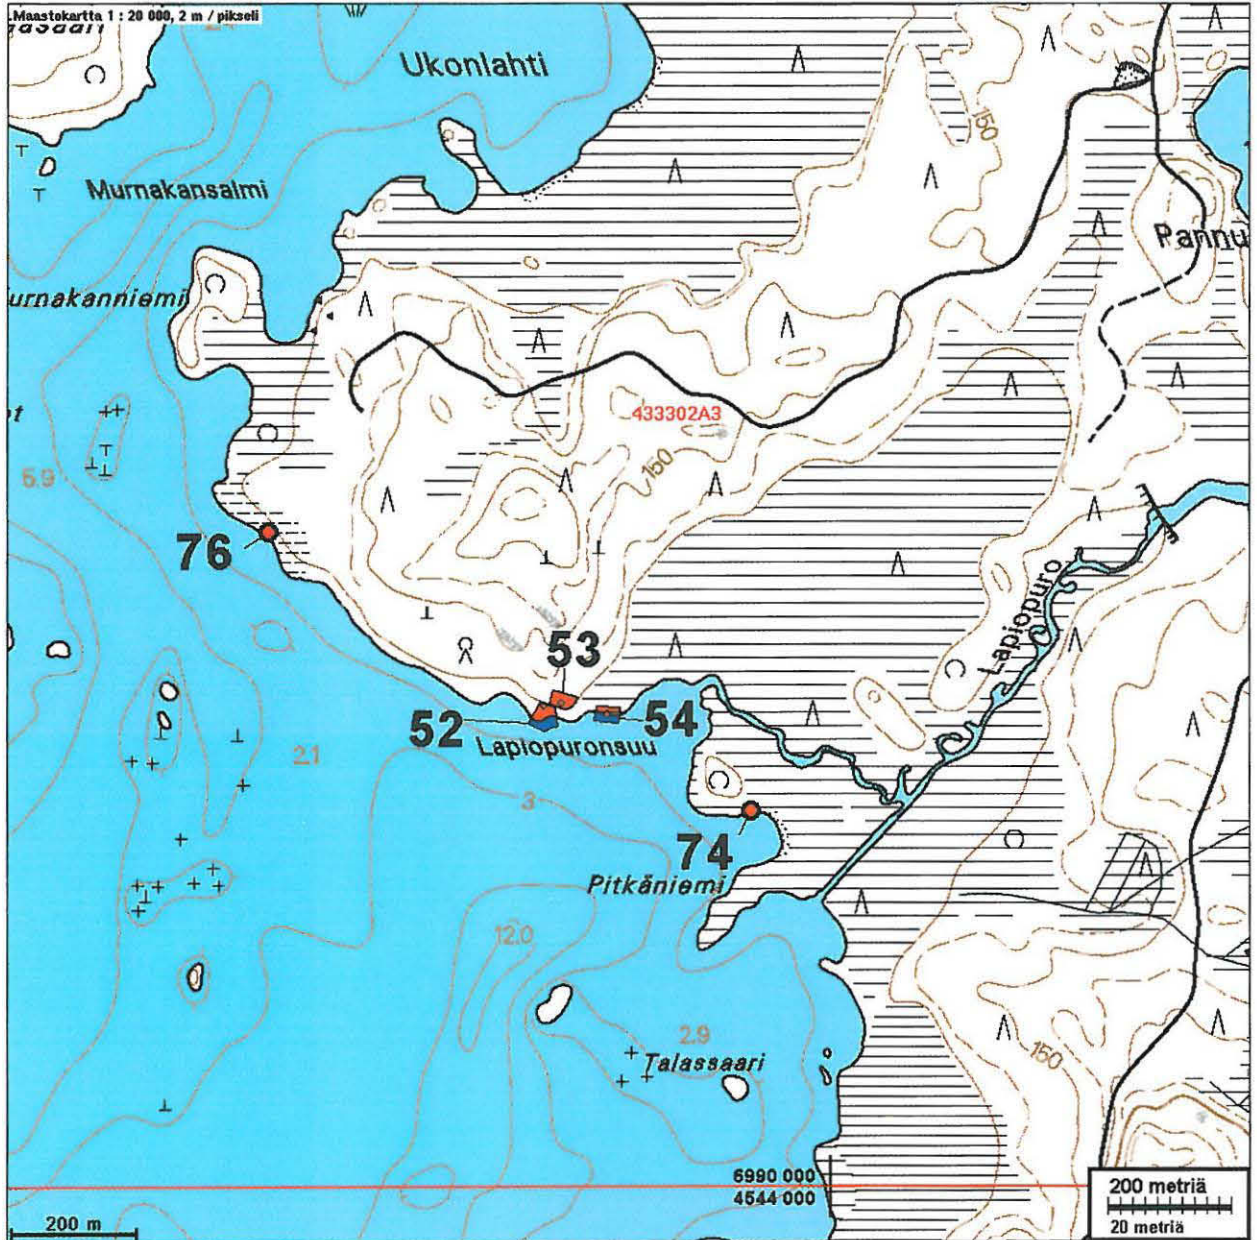 Maastokartta 1 : 20 000, 2 m / pikseli
Ukonlahti
Murnakansalmi
150
Pannu
urnakanniemi
433302A3
5.9
150
76
Lapiopuro
53
52
54
Lapiopuronsuu
2.1
3
74
Pitkäniemi
12.0
2.9
Talassaari
150
6990 000
4544 000
200 metriä
20 metriä
200 m